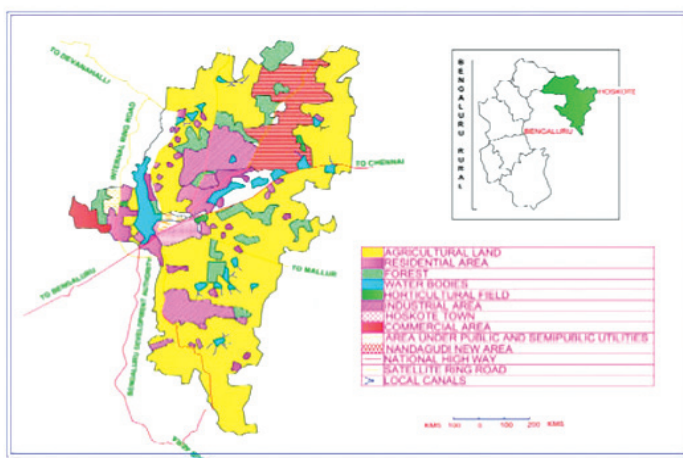 TO DEVANAHALLI
INTERNAL RING ROAD
TO CHENNAI
TO MALLUR
TO BENGALURU
BENGALURU DEVELOPMENT AUTHORITY
AREA
BENGALURU RURAL
HOSKOTE
BENGALURU
AGRICULTURAL LAND
RESIDENTIAL AREA
FOREST
WATER BODIES
HORTICULTURAL FIELD
INDUSTRIAL AREA
HOSKOTE TOWN
COMMERCIAL AREA
AREA UNDER PUBLIC AND SEMIPUBLIC UTILITIES
NANDAGUDI NEW AREA
NATIONAL HIGH WAY
SATELLITE RING ROAD
LOCAL CANALS
KMS 100 0 100 200 KMS